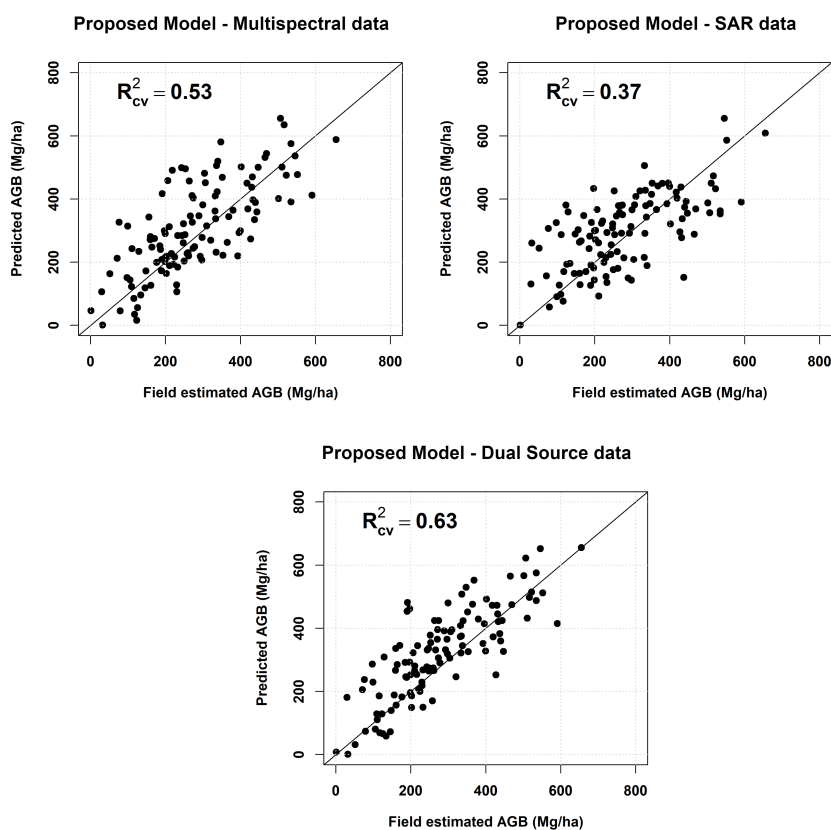 Proposed Model - Multispectral data
R²cv = 0.53
Predicted AGB (Mg/ha)
800
600
400
200
0
0 200 400 600 800
Field estimated AGB (Mg/ha)
Proposed Model - SAR data
R²cv = 0.37
Predicted AGB (Mg/ha)
800
600
400
200
0
0 200 400 600 800
Field estimated AGB (Mg/ha)
Proposed Model - Dual Source data
R²cv = 0.63
Predicted AGB (Mg/ha)
800
600
400
200
0
0 200 400 600 800
Field estimated AGB (Mg/ha)